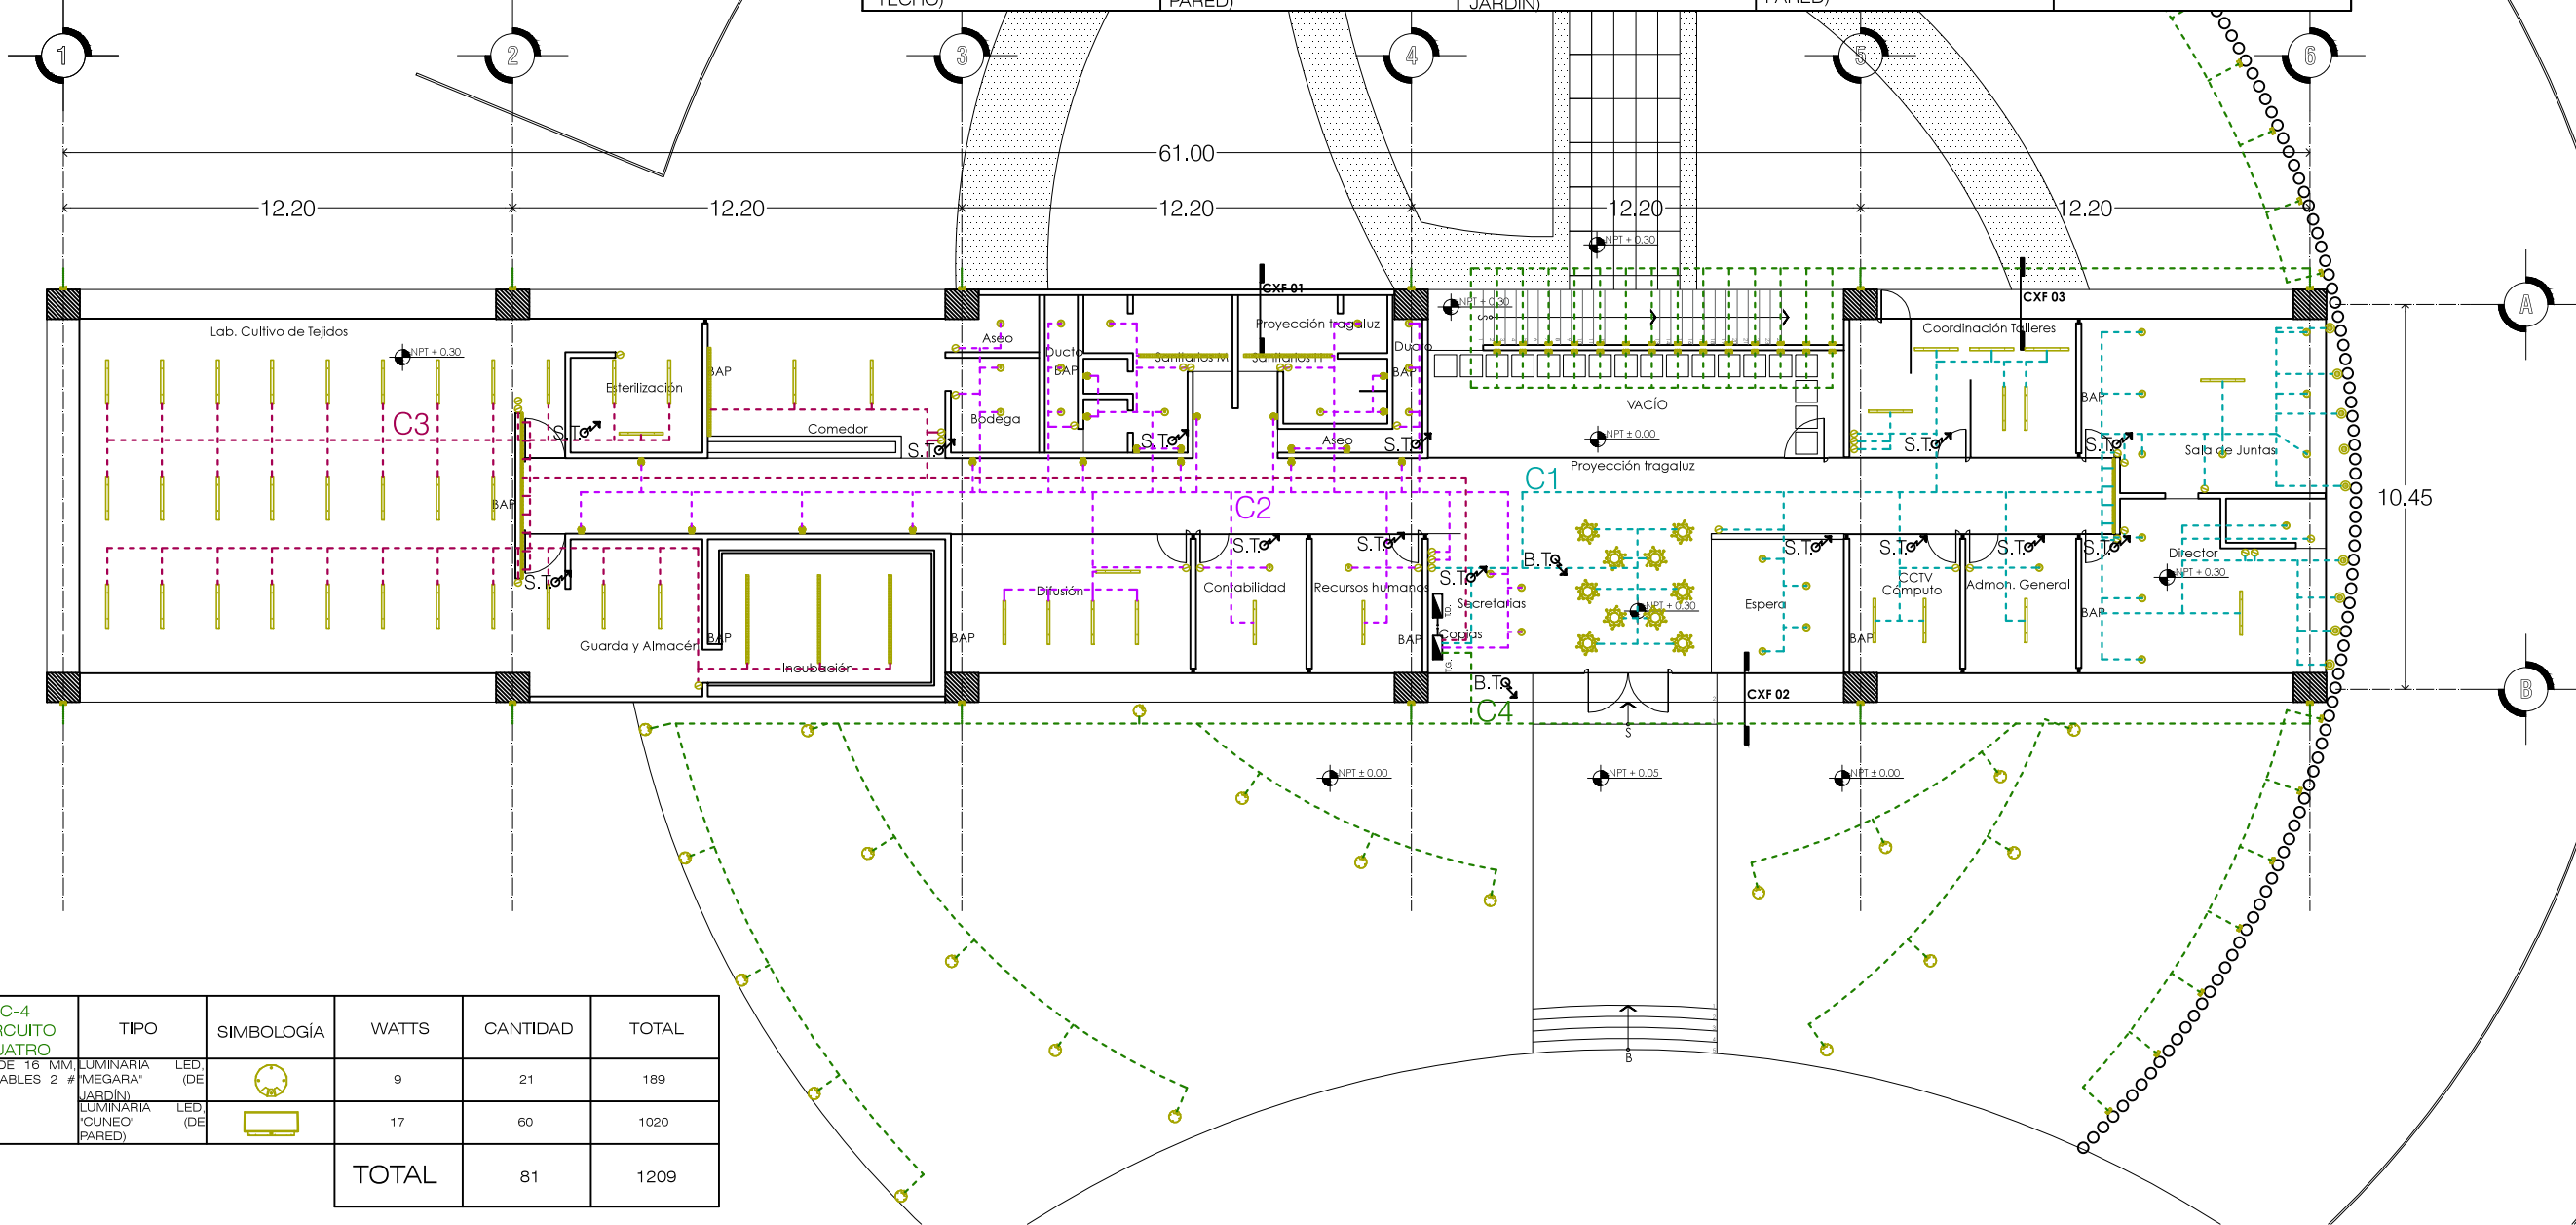 TECHO)
PARED)
JARDÍN)
PARED)
1
2
3
4
5
6
61.00
12.20
12.20
12.20
12.20
12.20
NPT + 0.30
CXF 01
CXF 03
A
NPT + 0.30
Lab. Cultivo de Tejidos
NPT + 0.30
Proyección tragaluz
Coordinación Talleres
Aseo
Ducto
Sanitarios M
Sanitarios H
Ducto
BAP
BAP
BAP
Esterilización
BAP
VACÍO
C3
Comedor
Bodega
Aseo
NPT ± 0.00
S.T.
S.T.
S.T.
S.T.
S.T.
S.T.
Sala de Juntas
Proyección tragaluz
C1
BAP
C2
10.45
S.T.
S.T.
S.T.
S.T.
S.T.
S.T.
B.T.
S.T.
S.T.
Director
NPT + 0.30
CCTV
Cómputo
Admon. General
Difusión
Contabilidad
Recursos humanos
Secretarias
NPT + 0.30
Espera
BAP
T.D.
Copias
BAP
BAP
BAP
BAP
Guarda y Almacén
Incubación
T.G.
B.T.
CXF 02
B
C4
S
NPT ± 0.00
NPT + 0.05
NPT ± 0.00
B
C-4
TIPO
SIMBOLOGÍA
WATTS
CANTIDAD
TOTAL
DE 16 MM,
2 #
LUMINARIA LED,
"MEGARA" (DE
JARDÍN)
9
21
189
LUMINARIA LED,
"CUNEO" (DE
PARED)
17
60
1020
TOTAL
81
1209